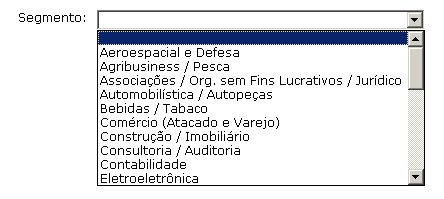 Segmento:
Aeroespacial e Defesa
Agribusiness / Pesca
Associações / Org. sem Fins Lucrativos / Jurídico
Automobilística / Autopeças
Bebidas / Tabaco
Comércio (Atacado e Varejo)
Construção / Imobiliário
Consultoria / Auditoria
Contabilidade
Eletroeletrônica